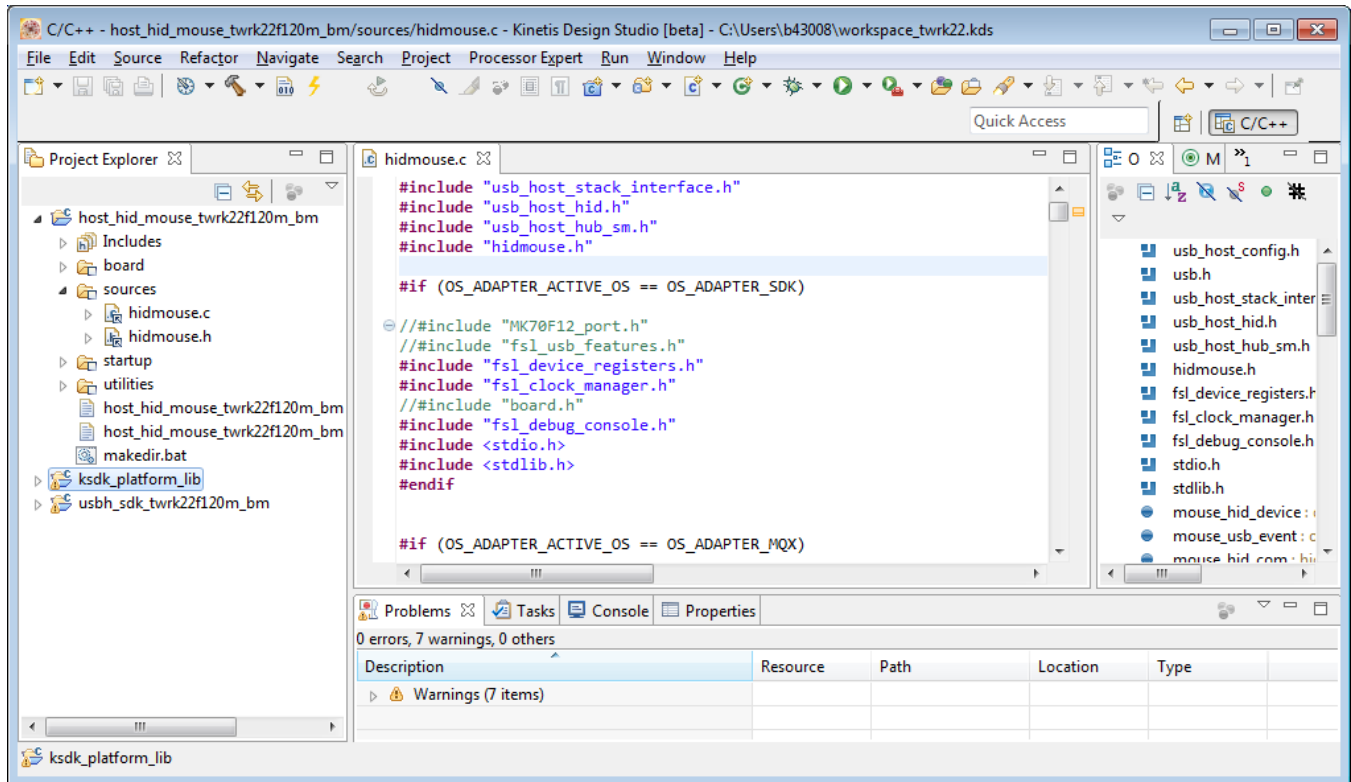 C/C++ - host_hid_mouse_twrk22f120m_bm/sources/hidmouse.c - Kinetis Design Studio [beta] - C:\Users\b43008\workspace_twrk22.kds
File Edit Source Refactor Navigate Search Project Processor Expert Run Window Help
Quick Access
C/C++
Project Explorer
host_hid_mouse_twrk22f120m_bm
Includes
board
sources
hidmouse.c
hidmouse.h
startup
utilities
host_hid_mouse_twrk22f120m_bm
host_hid_mouse_twrk22f120m_bm
makedir.bat
ksdk_platform_lib
usbh_sdk_twrk22f120m_bm
hidmouse.c
#include "usb_host_stack_interface.h"
#include "usb_host_hid.h"
#include "usb_host_hub_sm.h"
#include "hidmouse.h"
#if (OS_ADAPTER_ACTIVE_OS == OS_ADAPTER_SDK)
//#include "MK70F12_port.h"
//#include "fsl_usb_features.h"
#include "fsl_device_registers.h"
#include "fsl_clock_manager.h"
//#include "board.h"
#include "fsl_debug_console.h"
#include <stdio.h>
#include <stdlib.h>
#endif
#if (OS_ADAPTER_ACTIVE_OS == OS_ADAPTER_MQX)
O M »1
usb_host_config.h
usb.h
usb_host_stack_inter
usb_host_hid.h
usb_host_hub_sm.h
hidmouse.h
fsl_device_registers.h
fsl_clock_manager.h
fsl_debug_console.h
stdio.h
stdlib.h
mouse_hid_device :
mouse_usb_event : c
mouse_hid_com : hi
Problems Tasks Console Properties
0 errors, 7 warnings, 0 others
Description Resource Path Location Type
Warnings (7 items)
ksdk_platform_lib